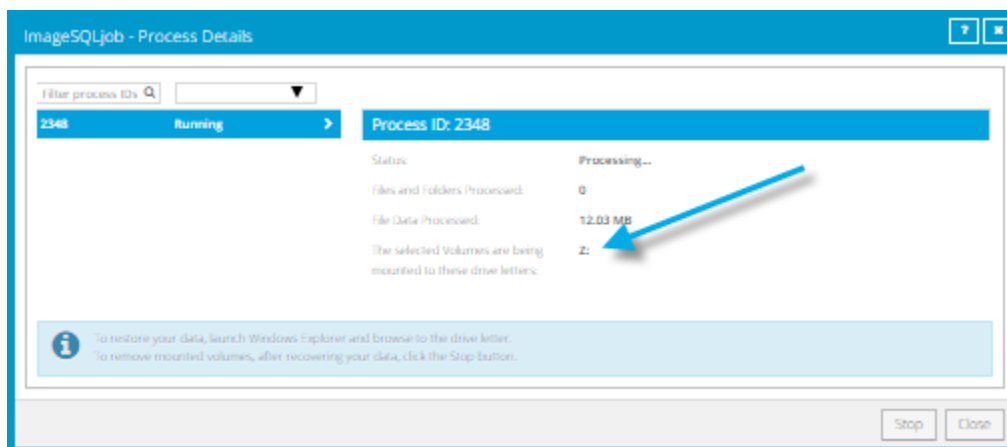 ImageSQLjob - Process Details
?
Filter process IDs
2348 Running
Process ID: 2348
Status: Processing...
Files and Folders Processed: 0
File Data Processed: 12.03 MB
The selected Volumes are being Z:
mounted to these drive letters:
To restore your data, launch Windows Explorer and browse to the drive letter.
To remove mounted volumes, after recovering your data, click the Stop button.
Stop Close